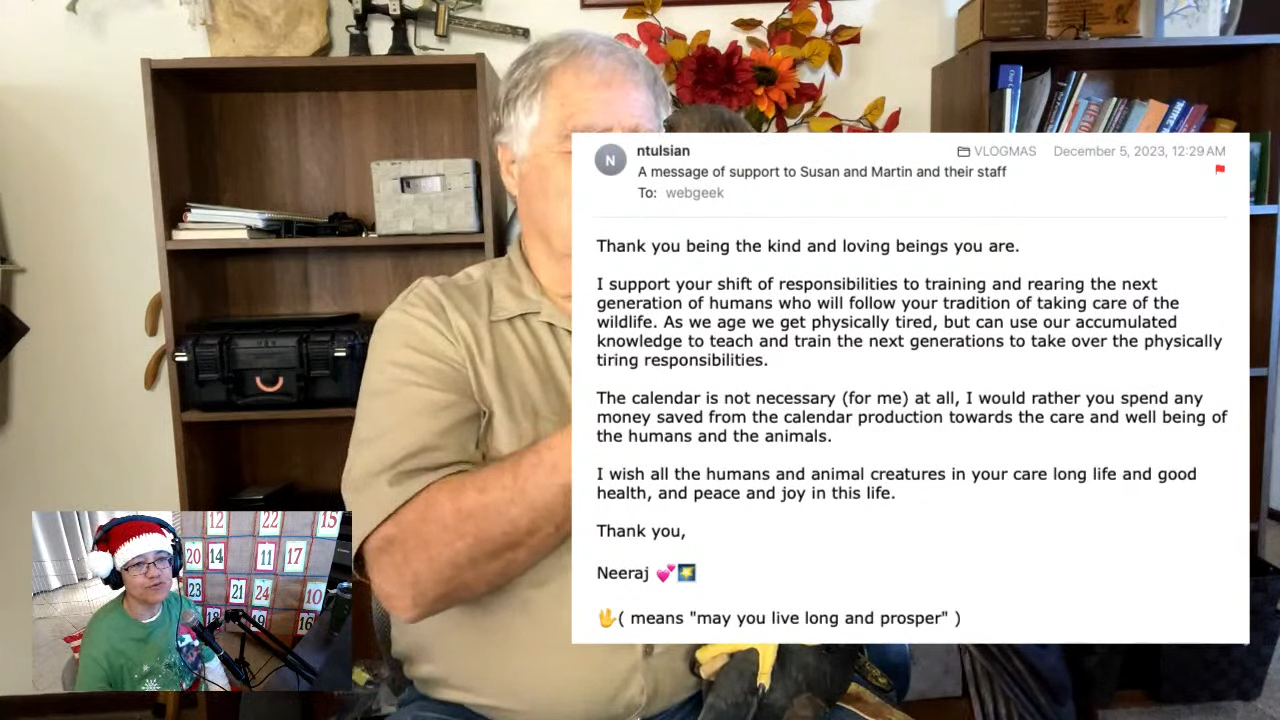 N
ntulsian
VLOGMAS
December 5, 2023, 12:29 AM
A message of support to Susan and Martin and their staff
To: webgeek
Thank you being the kind and loving beings you are.
I support your shift of responsibilities to training and rearing the next
generation of humans who will follow your tradition of taking care of the
wildlife. As we age we get physically tired, but can use our accumulated
knowledge to teach and train the next generations to take over the physically
tiring responsibilities.
The calendar is not necessary (for me) at all, I would rather you spend any
money saved from the calendar production towards the care and well being of
the humans and the animals.
I wish all the humans and animal creatures in your care long life and good
health, and peace and joy in this life.
Thank you,
Neeraj 💕🌠
🖖( means "may you live long and prosper" )
12 22 15
20 14 11 17
23 21 24 10
18 19 16